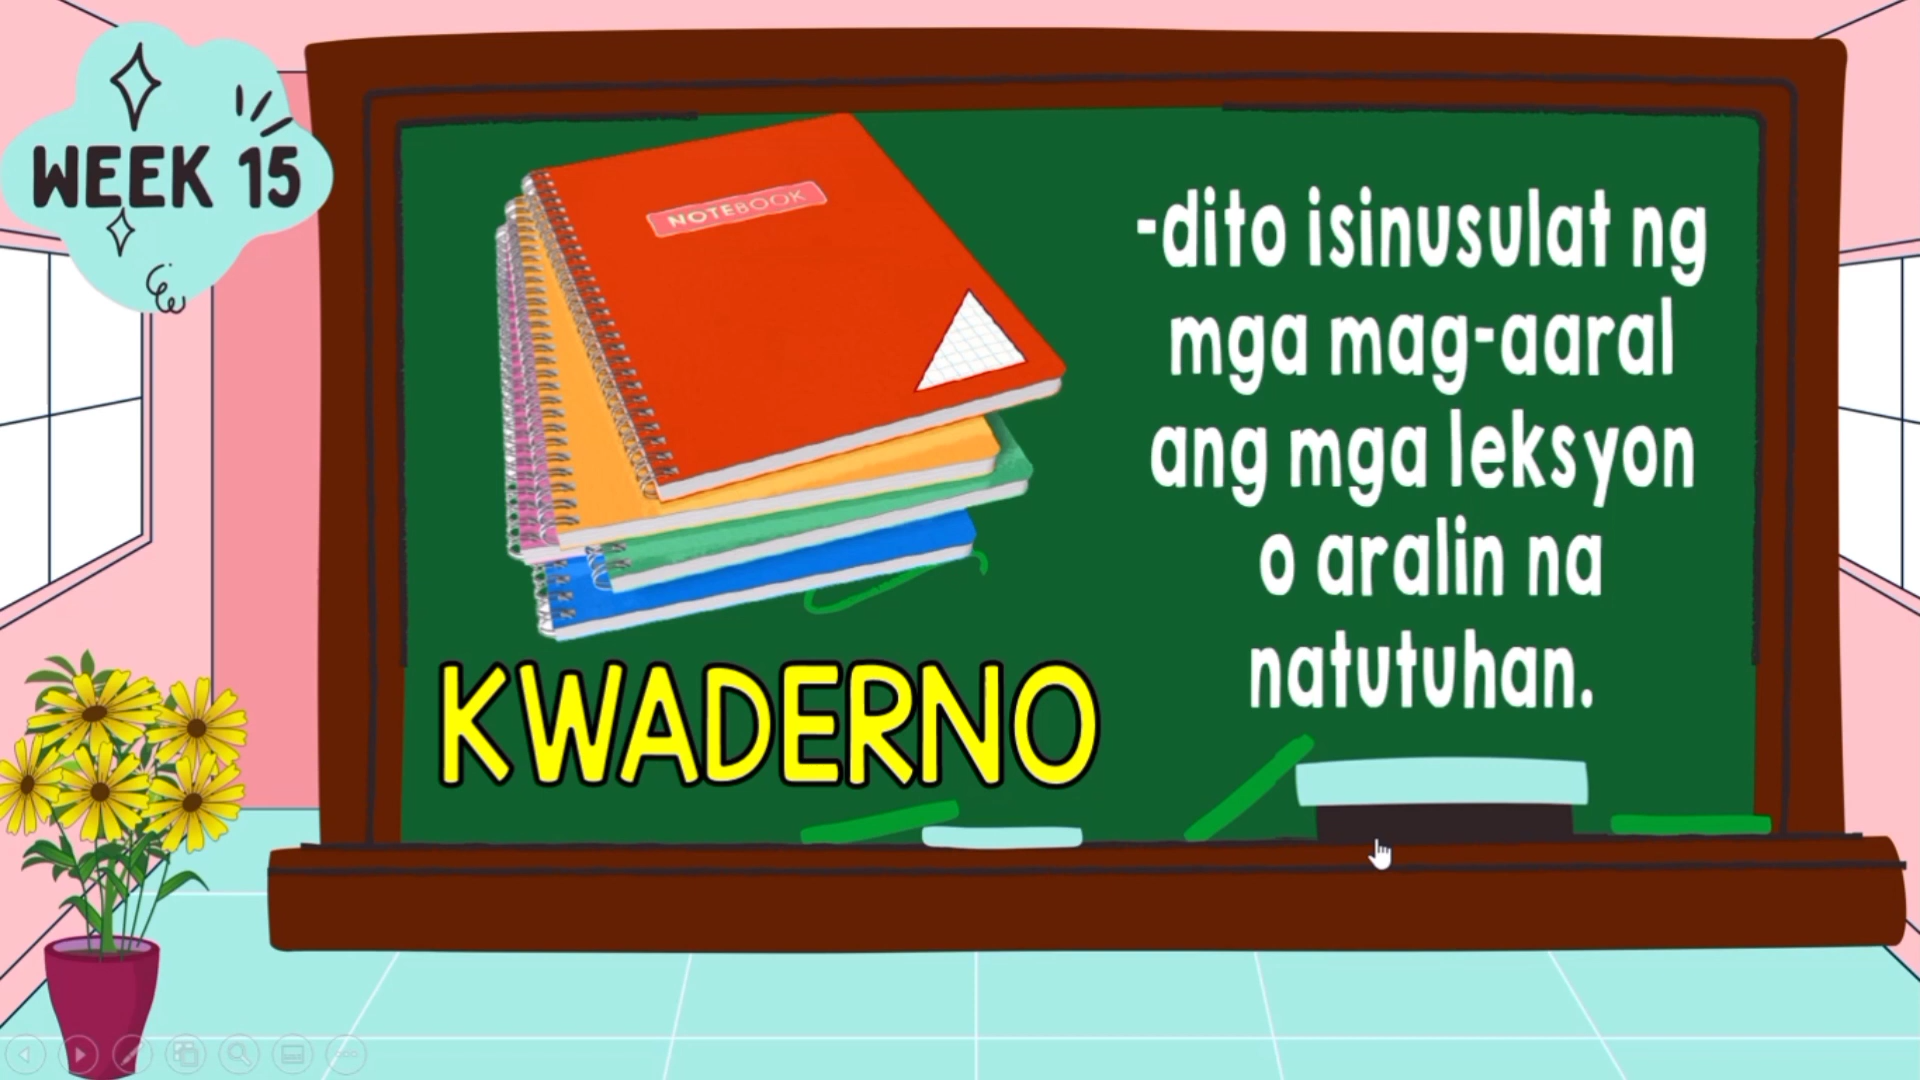 WEEK 15
NOTEBOOK
KWADERNO
-dito isinusulat ng
mga mag-aaral
ang mga leksyon
o aralin na
natutuhan.